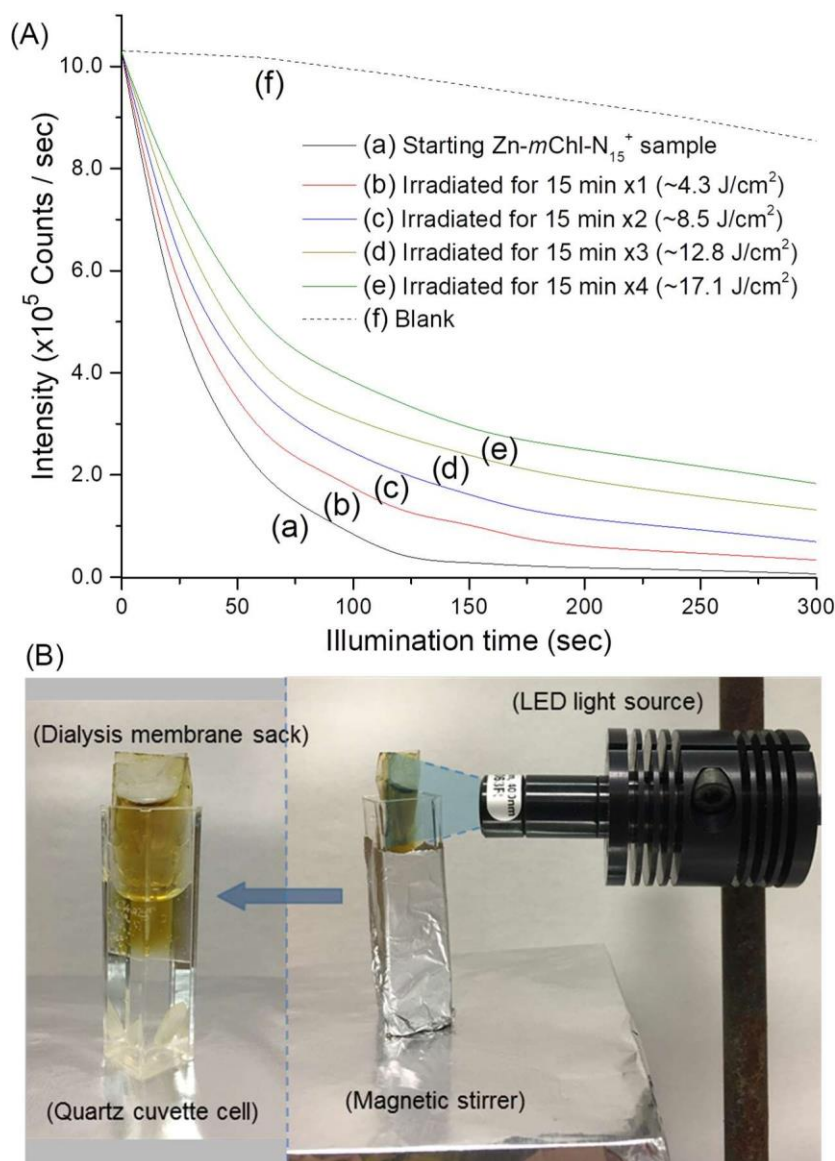 (A)
10.0
8.0
6.0
4.0
2.0
0.0
Intensity (x10⁵ Counts / sec)
0
50
100
150
200
250
300
Illumination time (sec)
(f)
(a) Starting Zn-mChl-N₁₅⁺ sample
(b) Irradiated for 15 min x1 (~4.3 J/cm²)
(c) Irradiated for 15 min x2 (~8.5 J/cm²)
(d) Irradiated for 15 min x3 (~12.8 J/cm²)
(e) Irradiated for 15 min x4 (~17.1 J/cm²)
(f) Blank
(a)
(b)
(c)
(d)
(e)
(B)
(LED light source)
(Dialysis membrane sack)
(Quartz cuvette cell)
(Magnetic stirrer)